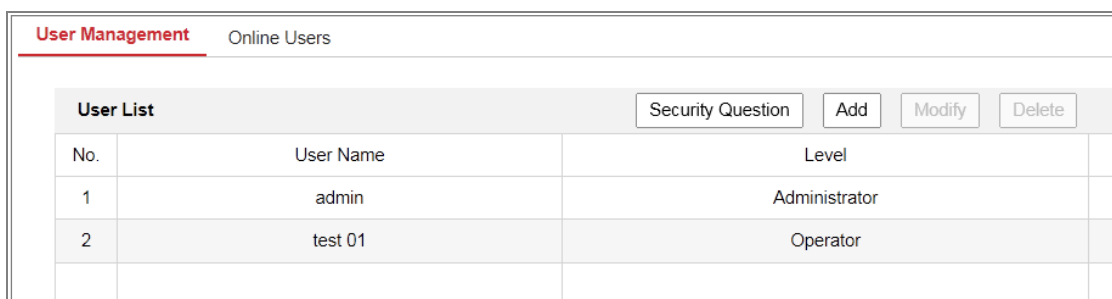 User Management Online Users
User List Security Question Add Modify Delete
No. User Name Level
1 admin Administrator
2 test 01 Operator